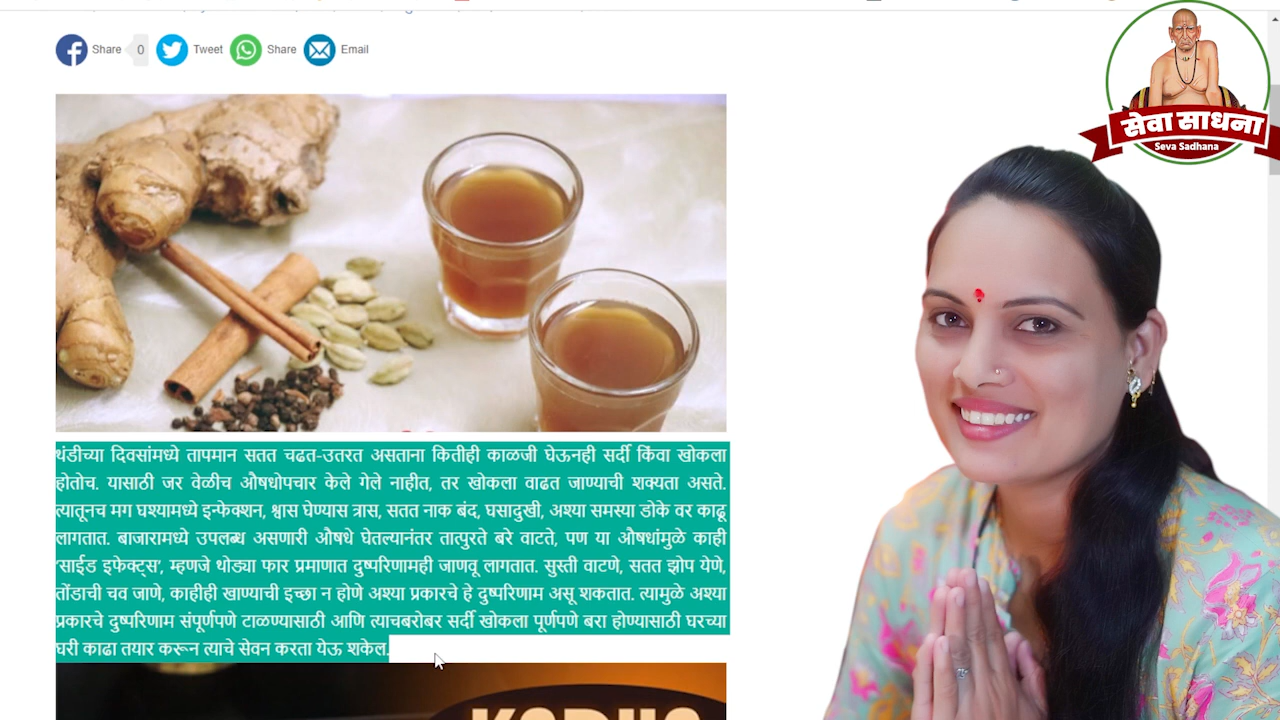 Share
0
Tweet
Share
Email
सेवा साधना
Seva Sadhana
थंडीच्या दिवसांमध्ये तापमान सतत चढत-उतरत असताना कितीही काळजी घेऊनही सर्दी किंवा खोकला
होतोच. यासाठी जर वेळीच औषधोपचार केले गेले नाहीत, तर खोकला वाढत जाण्याची शक्यता असते.
त्यातूनच मग घश्यामध्ये इन्फेक्शन, श्वास घेण्यास त्रास, सतत नाक बंद, घसादुखी, अश्या समस्या डोके वर काढू
लागतात. बाजारामध्ये उपलब्ध असणारी औषधे घेतल्यानंतर तात्पुरते बरे वाटते, पण या औषधांमुळे काही
‘साईड इफेक्ट्स’, म्हणजे थोड्या फार प्रमाणात दुष्परिणामही जाणवू लागतात. सुस्ती वाटणे, सतत झोप येणे,
तोंडाची चव जाणे, काहीही खाण्याची इच्छा न होणे अश्या प्रकारचे हे दुष्परिणाम असू शकतात. त्यामुळे अश्या
प्रकारचे दुष्परिणाम संपूर्णपणे टाळण्यासाठी आणि त्याचबरोबर सर्दी खोकला पूर्णपणे बरा होण्यासाठी घरच्या
घरी काढा तयार करून त्याचे सेवन करता येऊ शकेल.